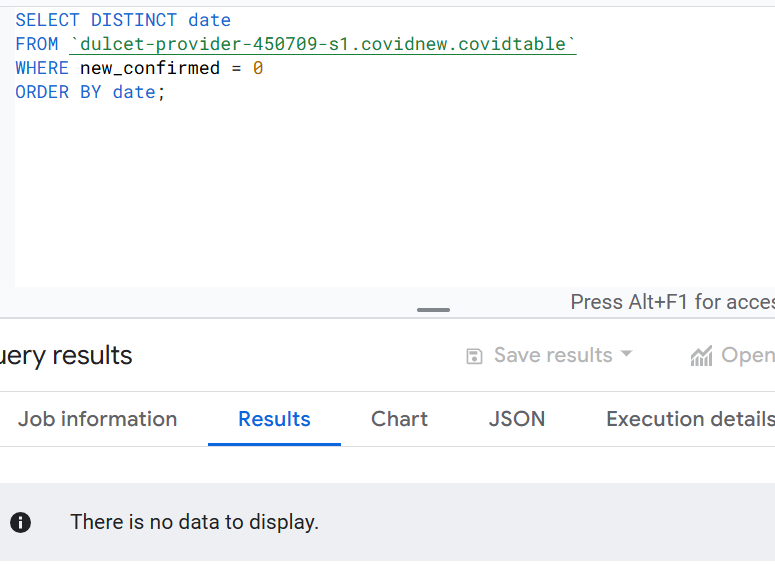 SELECT DISTINCT date
FROM `dulcet-provider-450709-s1.covidnew.covidtable`
WHERE new_confirmed = 0
ORDER BY date;
Press Alt+F1 for acces
uery results Save results Open
Job information Results Chart JSON Execution details
There is no data to display.